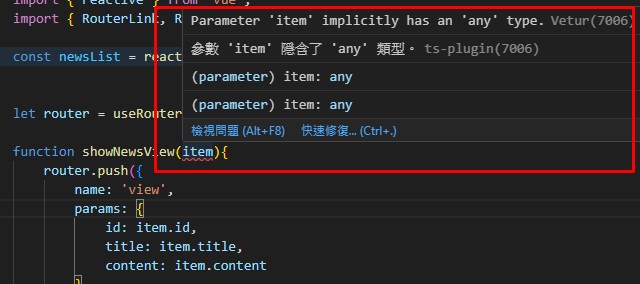 import { reactive } from 'vue';
import { RouterLink, R
Parameter 'item' implicitly has an 'any' type. Vetur(7006)
參數 'item' 隱含了 'any' 類型。 ts-plugin(7006)
const newsList = react
(parameter) item: any
(parameter) item: any
let router = useRouter
檢視問題 (Alt+F8) 快速修復... (Ctrl+.)
function showNewsView(item){
router.push({
name: 'view',
params: {
id: item.id,
title: item.title,
content: item.content
}